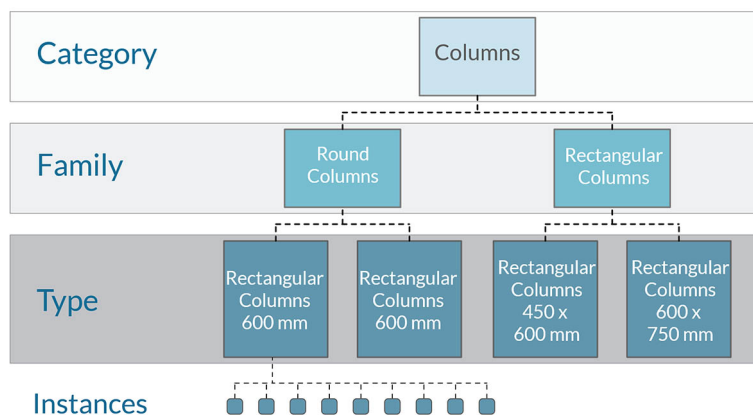 Category
Columns
Family
Round
Columns
Rectangular
Columns
Type
Rectangular
Columns
600 mm
Rectangular
Columns
600 mm
Rectangular
Columns
450 x
600 mm
Rectangular
Columns
600 x
750 mm
Instances